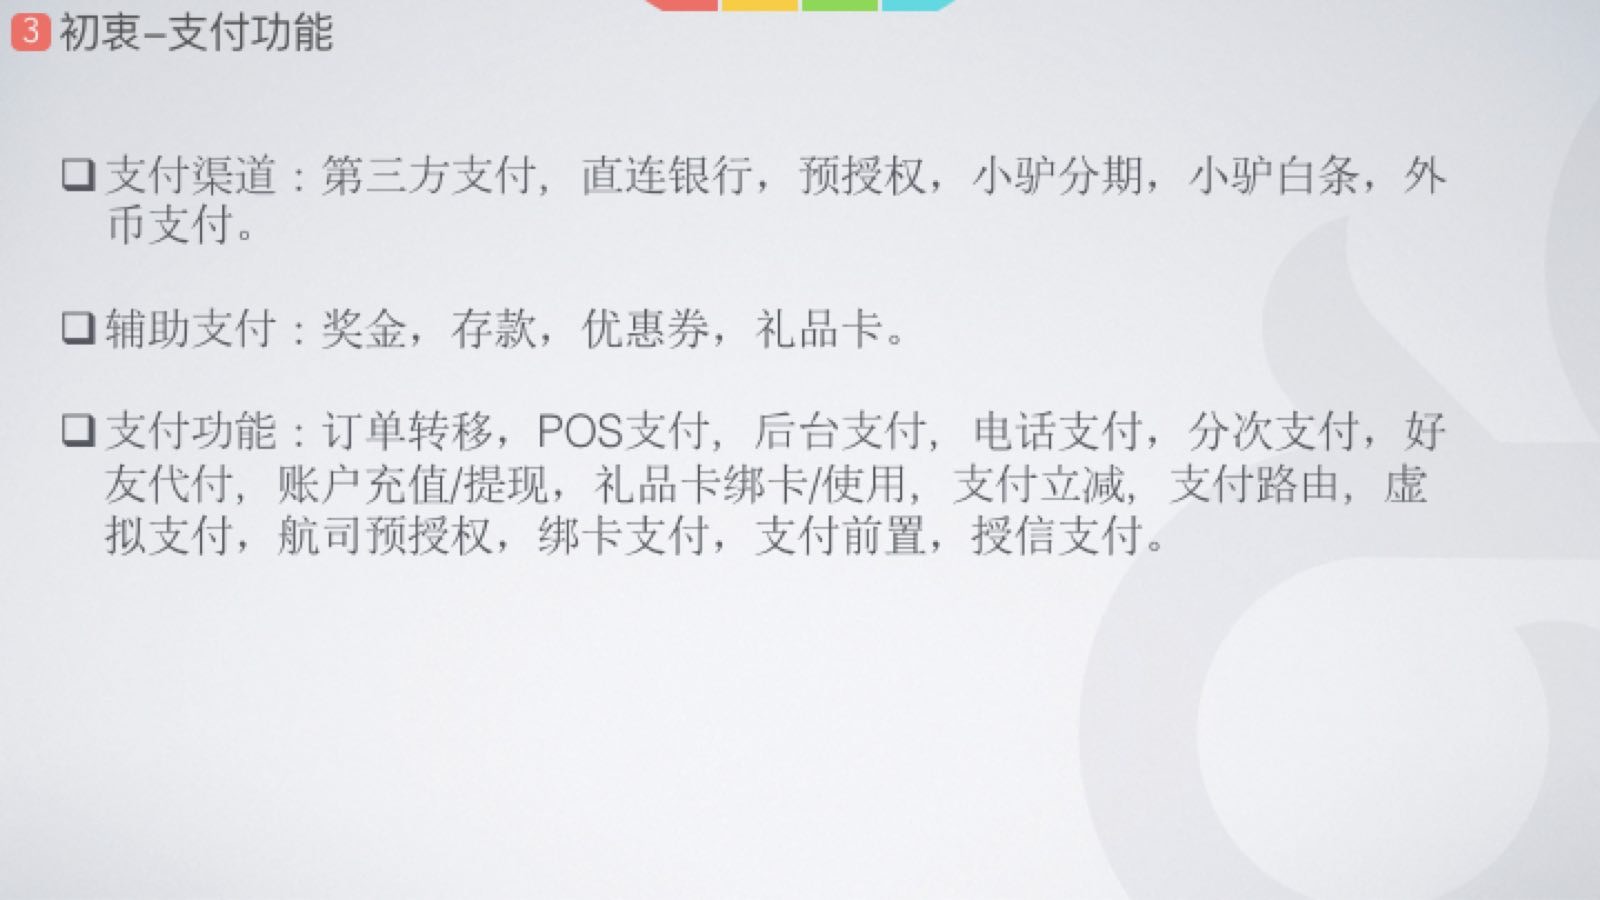 3 初衷-支付功能
支付渠道：第三方支付，直连银行，预授权，小驴分期，小驴白条，外
币支付。
辅助支付：奖金，存款，优惠券，礼品卡。
支付功能：订单转移，POS支付，后台支付，电话支付，分次支付，好
友代付，账户充值/提现，礼品卡绑卡/使用，支付立减，支付路由，虚
拟支付，航司预授权，绑卡支付，支付前置，授信支付。